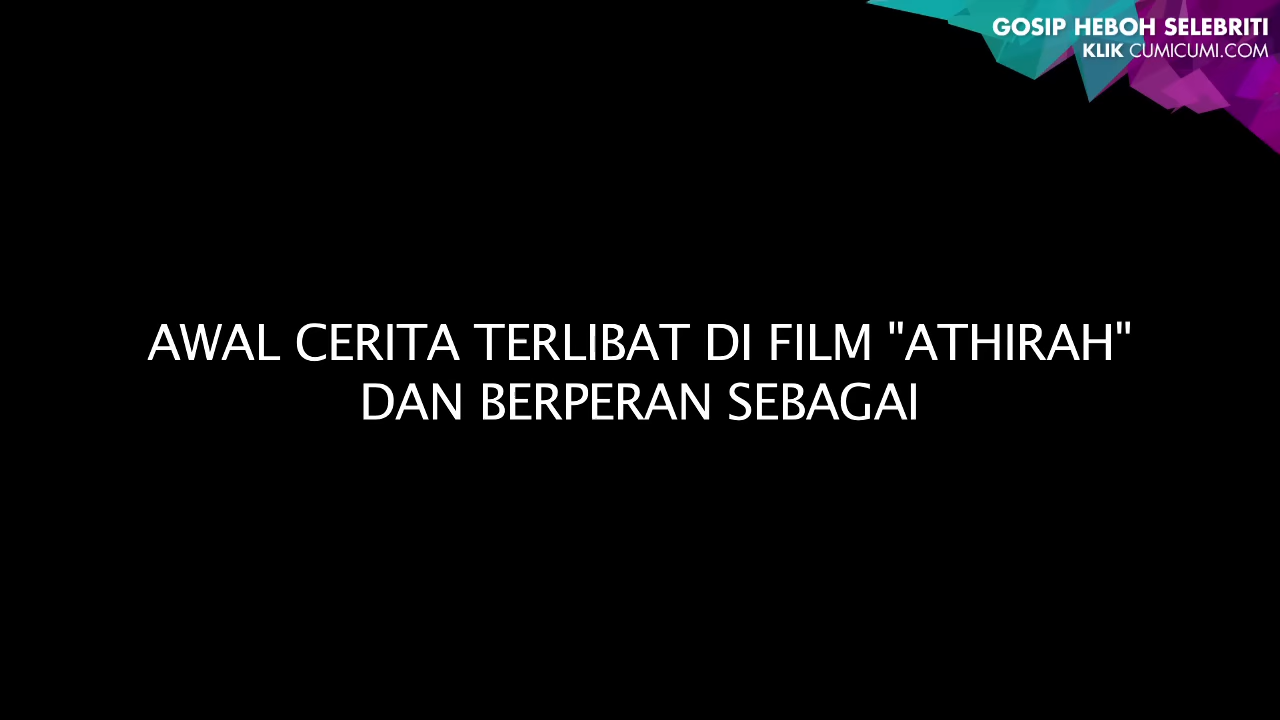 GOSIP HEBOH SELEBRITI
KLIK CUMICUMI.COM
AWAL CERITA TERLIBAT DI FILM "ATHIRAH"
DAN BERPERAN SEBAGAI